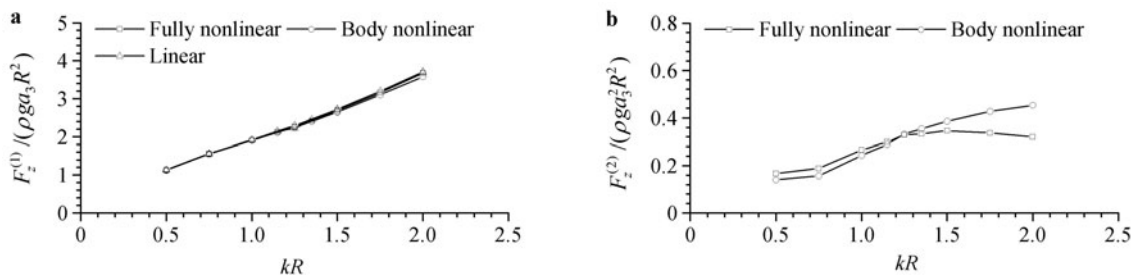 a
5
4
3
2
1
0
F_z^{(1)}/(ρga_3R^2)
Fully nonlinear
Body nonlinear
Linear
0
0.5
1.0
1.5
2.0
2.5
kR
b
0.8
0.6
0.4
0.2
0
F_z^{(2)}/(ρga_3^2R^2)
Fully nonlinear
Body nonlinear
0
0.5
1.0
1.5
2.0
2.5
kR